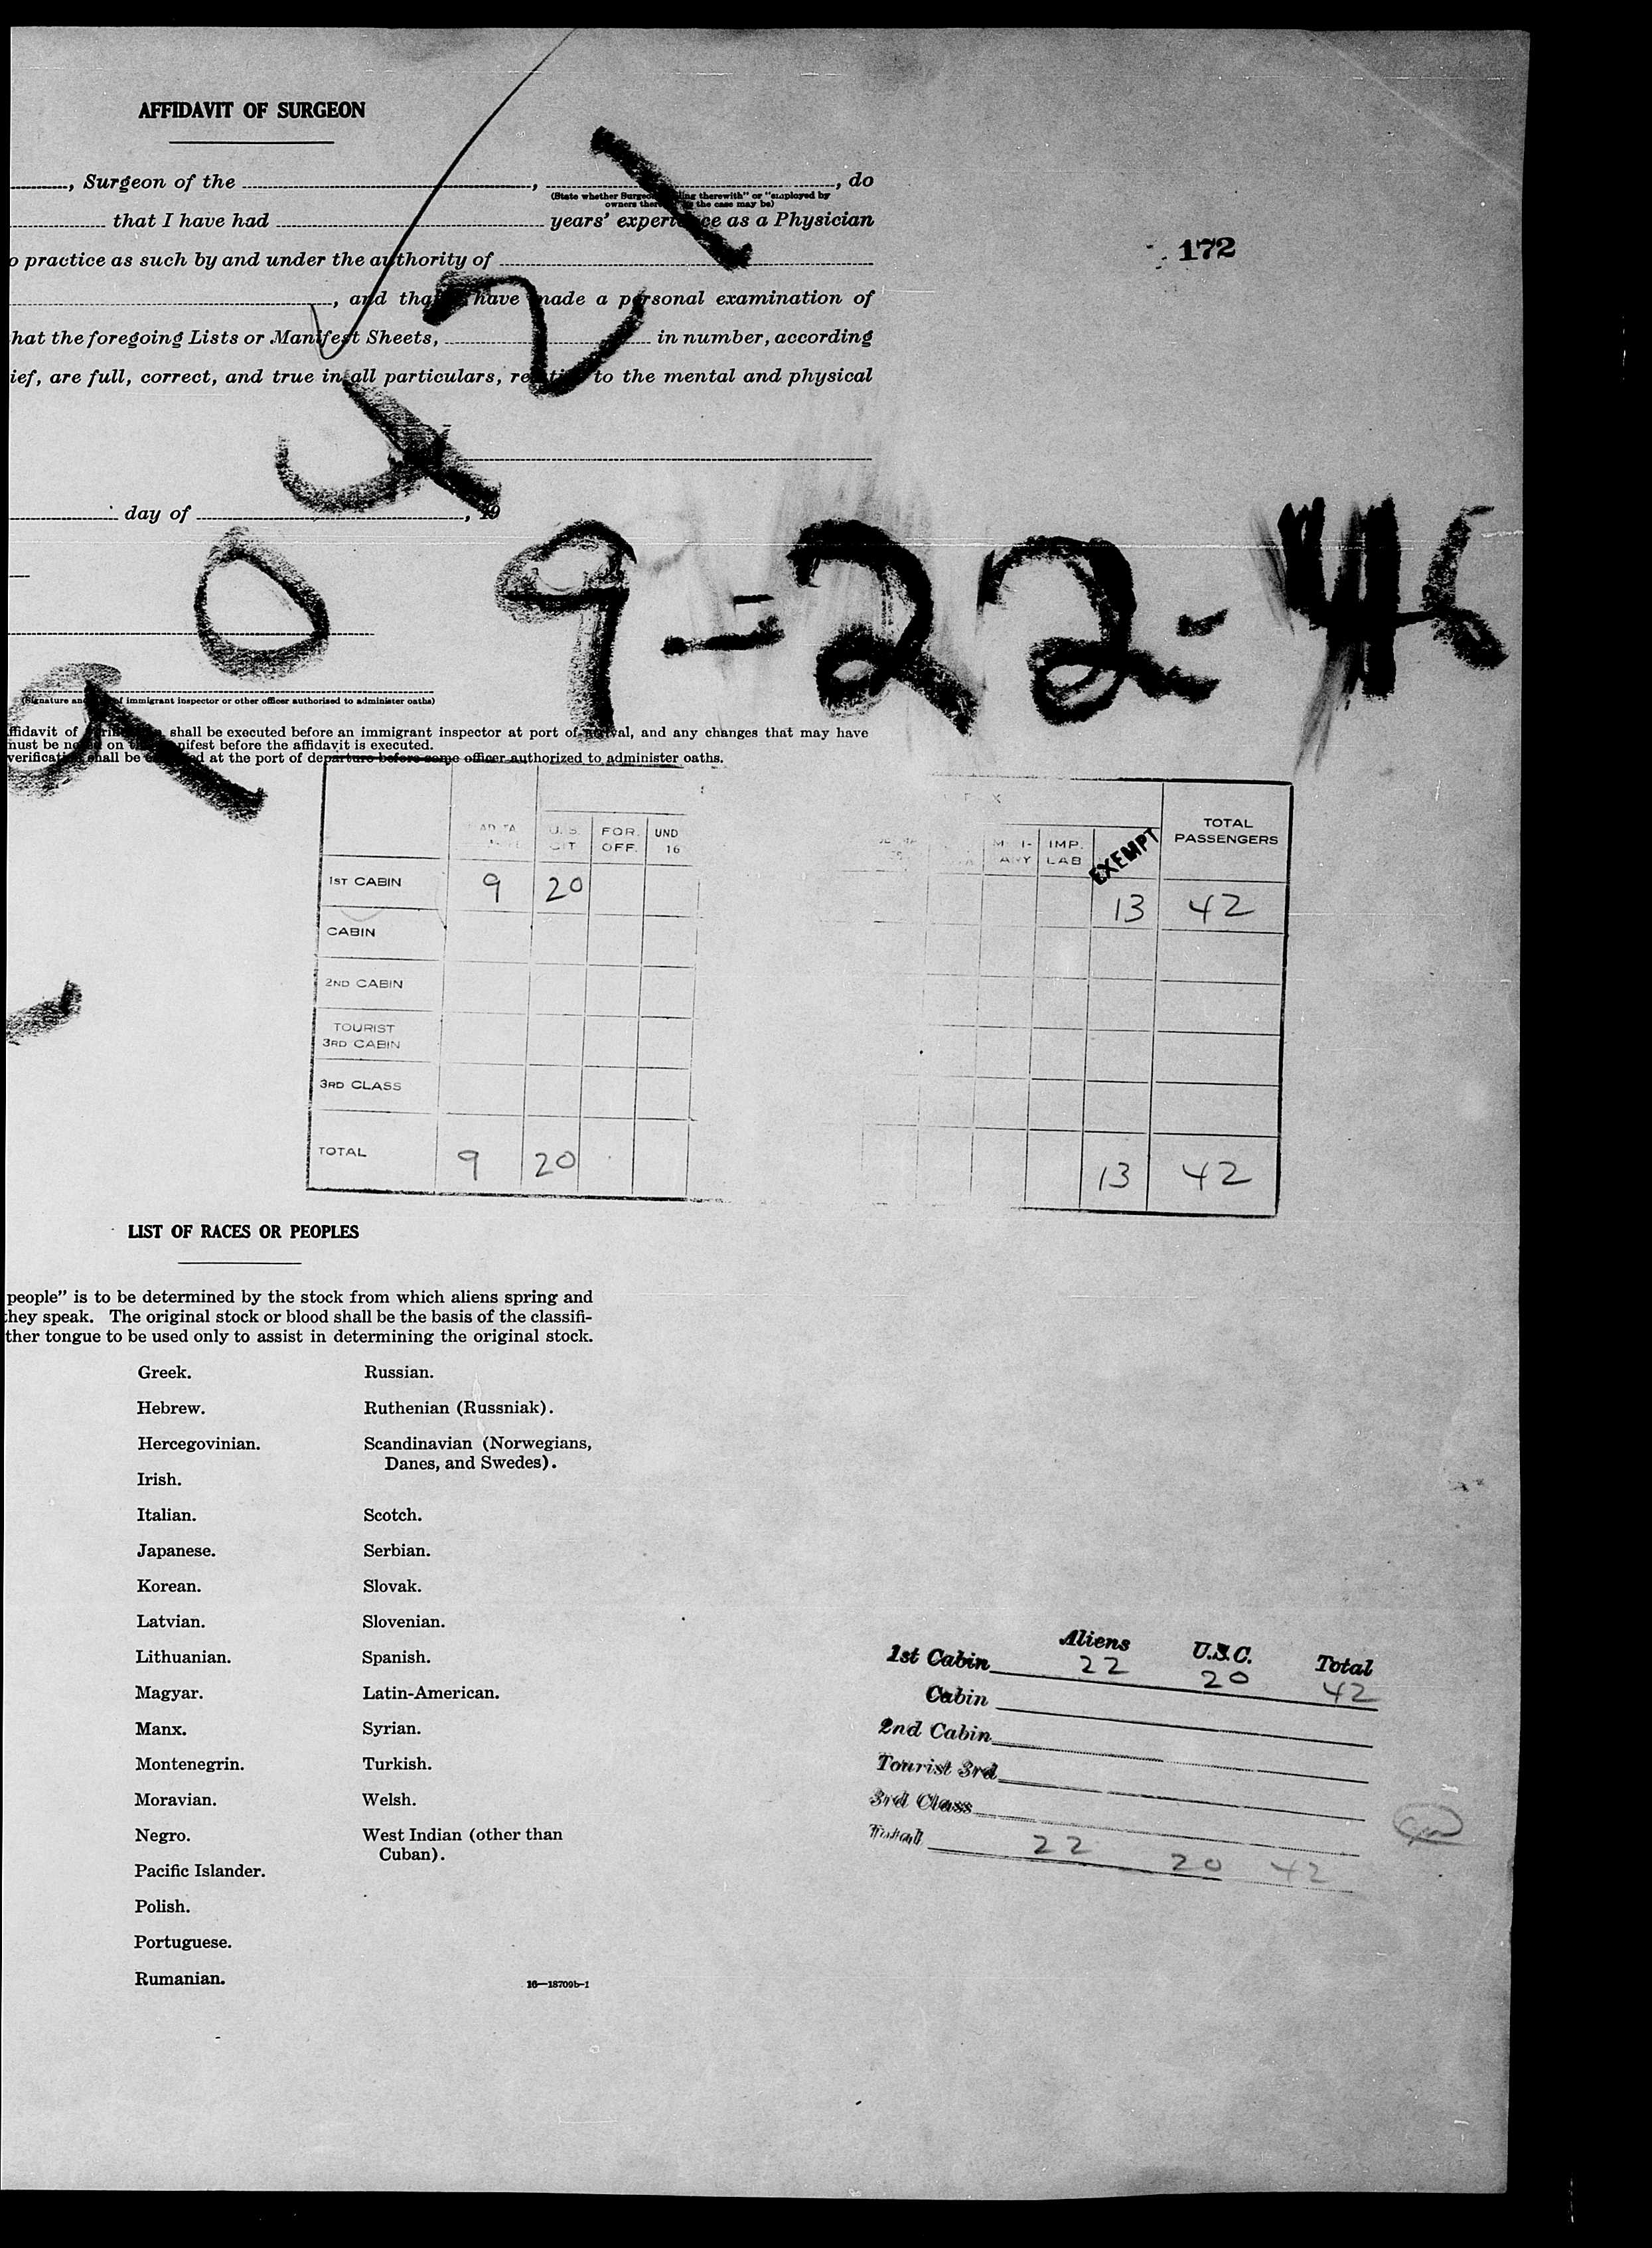 AFFIDAVIT OF SURGEON
, Surgeon of the , , do
(State whether Surgeon therewith" or "employed by
owners the case may be)
that I have had years' experience as a Physician
172
o practice as such by and under the authority of
, and that have made a personal examination of
hat the foregoing Lists or Manifest Sheets, in number, according
ief, are full, correct, and true in all particulars, relative to the mental and physical
day of , 19
9-22-46
(Signature and of immigrant inspector or other officer authorized to administer oaths)
ffidavit of shall be executed before an immigrant inspector at port of arrival, and any changes that may have
must be noted on the manifest before the affidavit is executed.
verification shall be executed at the port of departure before some officer authorized to administer oaths.
U. S. CIT FOR. OFF. UND 16 IMP. LAB EXEMPT TOTAL PASSENGERS
1ST CABIN 9 20 13 42
CABIN
2ND CABIN
TOURIST
3RD CABIN
3RD CLASS
TOTAL 9 20 13 42
LIST OF RACES OR PEOPLES
people" is to be determined by the stock from which aliens spring and
they speak. The original stock or blood shall be the basis of the classifi-
ther tongue to be used only to assist in determining the original stock.
Greek.
Hebrew.
Hercegovinian.
Irish.
Italian.
Japanese.
Korean.
Latvian.
Lithuanian.
Magyar.
Manx.
Montenegrin.
Moravian.
Negro.
Pacific Islander.
Polish.
Portuguese.
Rumanian.
Russian.
Ruthenian (Russniak).
Scandinavian (Norwegians,
Danes, and Swedes).
Scotch.
Serbian.
Slovak.
Slovenian.
Spanish.
Latin-American.
Syrian.
Turkish.
Welsh.
West Indian (other than
Cuban).
16—18709b-1
Aliens U.S.C. Total
1st Cabin 22 20 42
Cabin
2nd Cabin
Tourist 3rd
3rd Class
Total 22 20 42